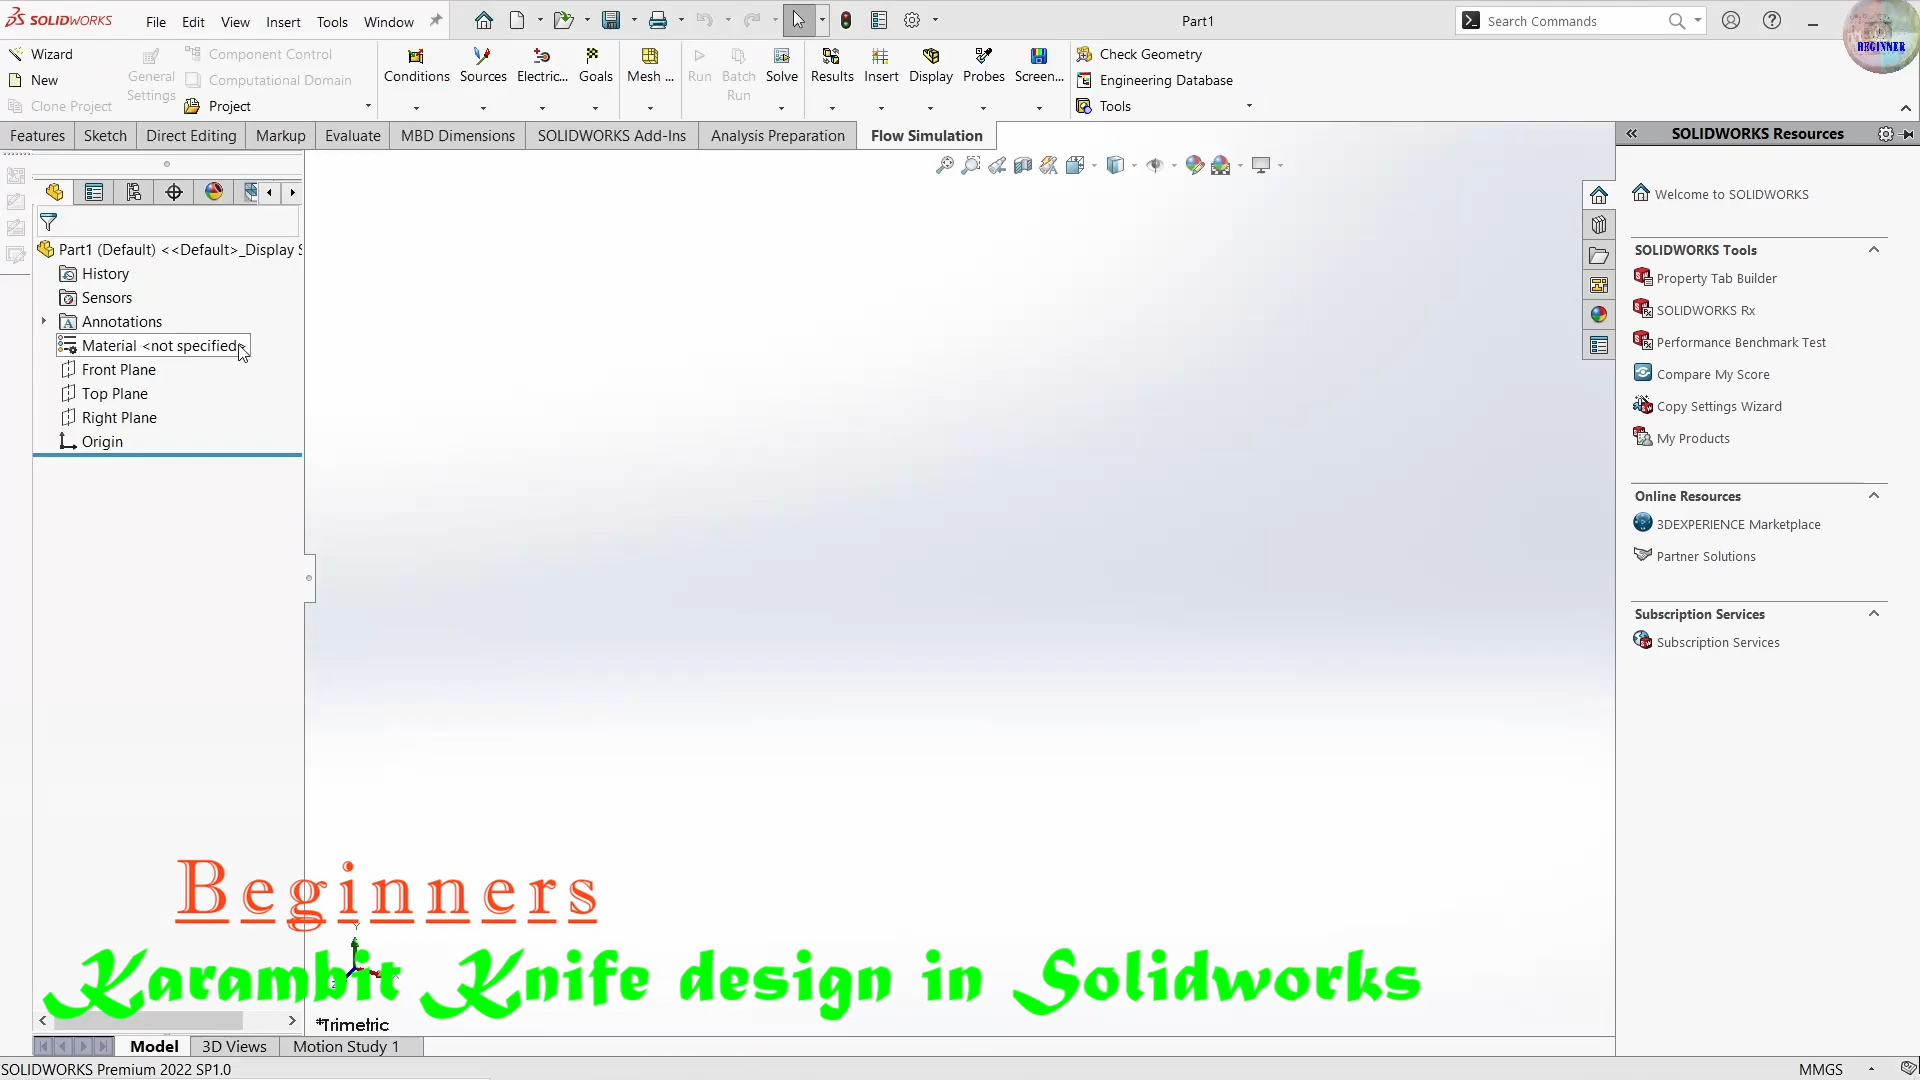 SOLIDWORKS File Edit View Insert Tools Window Part1 Search Commands
BEGINNER
Wizard Component Control Check Geometry
New General Settings Computational Domain Conditions Sources Electric... Goals Mesh ... Run Batch Run Solve Results Insert Display Probes Screen... Engineering Database
Clone Project Project Tools
Features Sketch Direct Editing Markup Evaluate MBD Dimensions SOLIDWORKS Add-Ins Analysis Preparation Flow Simulation SOLIDWORKS Resources
Part1 (Default) <<Default>_Display S
History
Sensors
Annotations
Material <not specified
Front Plane
Top Plane
Right Plane
Origin
Welcome to SOLIDWORKS
SOLIDWORKS Tools
Property Tab Builder
SOLIDWORKS Rx
Performance Benchmark Test
Compare My Score
Copy Settings Wizard
My Products
Online Resources
3DEXPERIENCE Marketplace
Partner Solutions
Subscription Services
Subscription Services
Beginners
Karambit Knife design in Solidworks
*Trimetric
Model 3D Views Motion Study 1
SOLIDWORKS Premium 2022 SP1.0 MMGS